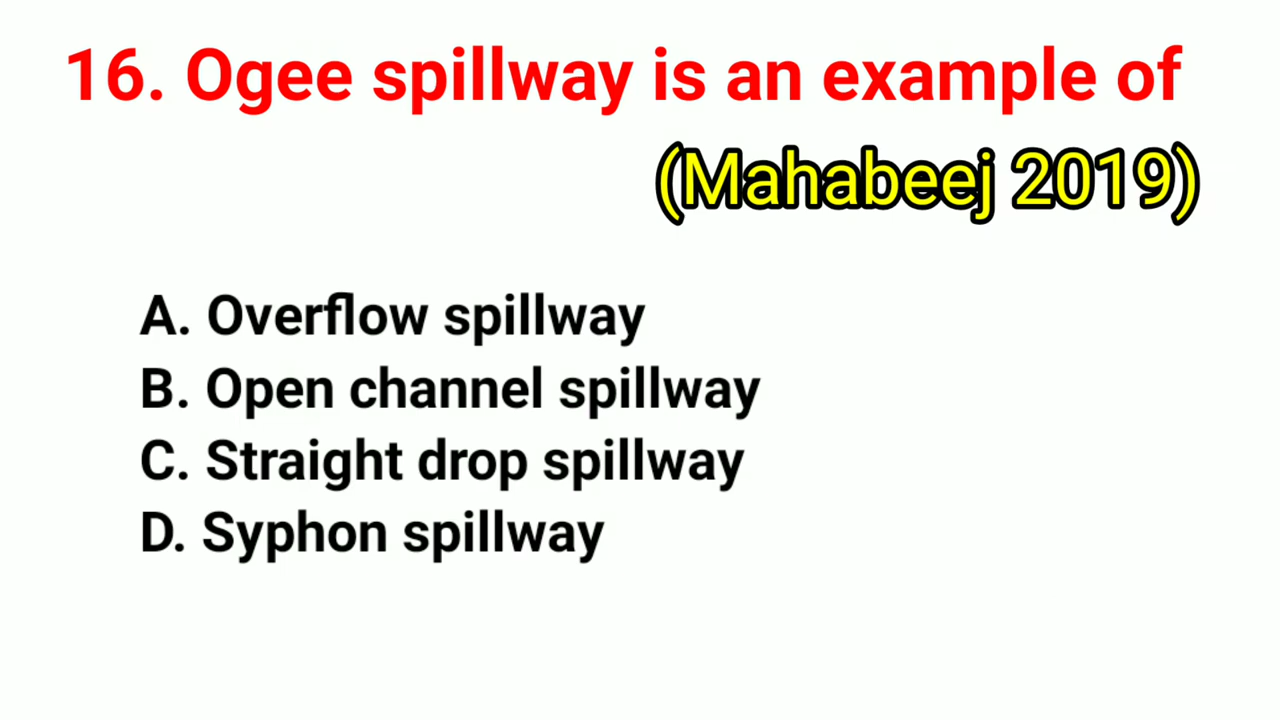 16. Ogee spillway is an example of
(Mahabeej 2019)
A. Overflow spillway
B. Open channel spillway
C. Straight drop spillway
D. Syphon spillway